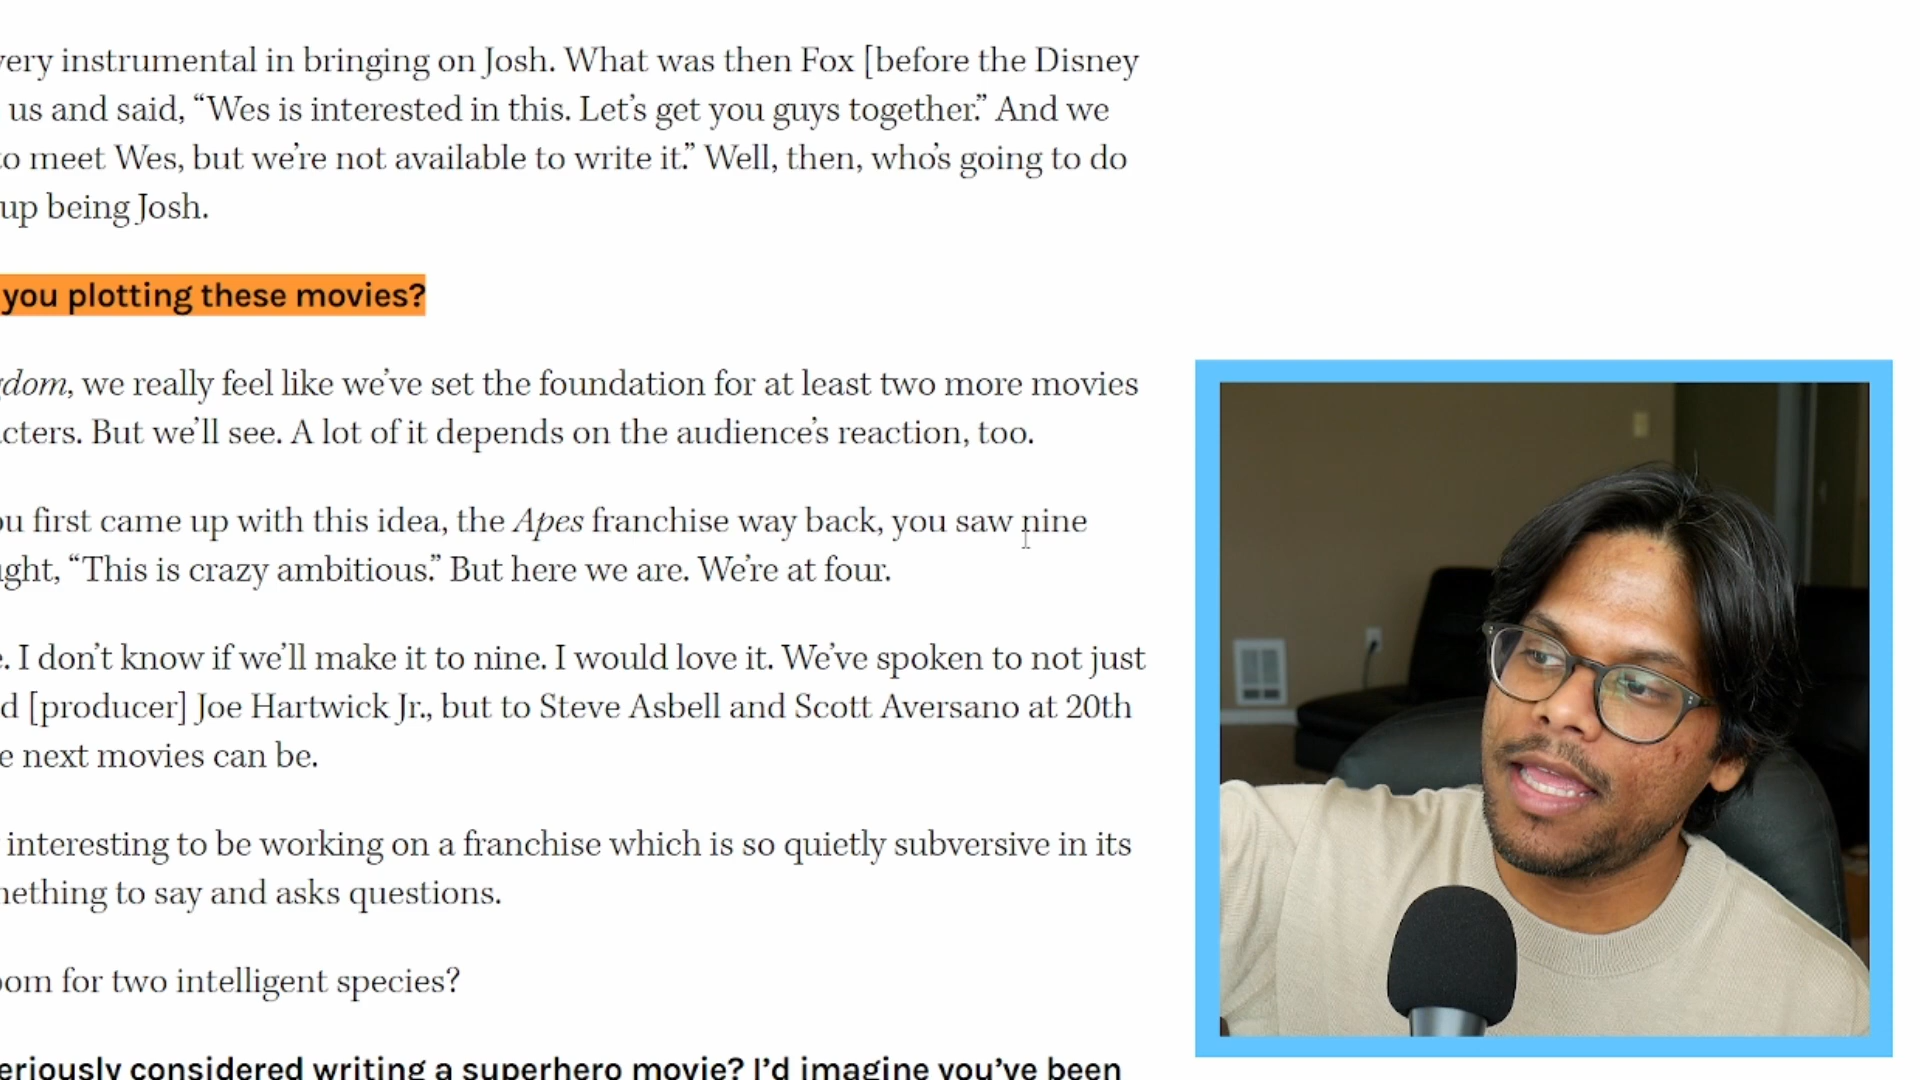 very instrumental in bringing on Josh. What was then Fox [before the Disney
us and said, “Wes is interested in this. Let’s get you guys together.” And we
to meet Wes, but we’re not available to write it.” Well, then, who’s going to do
up being Josh.
you plotting these movies?
gdom, we really feel like we’ve set the foundation for at least two more movies
cters. But we’ll see. A lot of it depends on the audience’s reaction, too.
ou first came up with this idea, the Apes franchise way back, you saw nine
ught, “This is crazy ambitious.” But here we are. We’re at four.
e. I don’t know if we’ll make it to nine. I would love it. We’ve spoken to not just
d [producer] Joe Hartwick Jr., but to Steve Asbell and Scott Aversano at 20th
e next movies can be.
interesting to be working on a franchise which is so quietly subversive in its
mething to say and asks questions.
oom for two intelligent species?
eriously considered writing a superhero movie? I’d imagine you’ve been